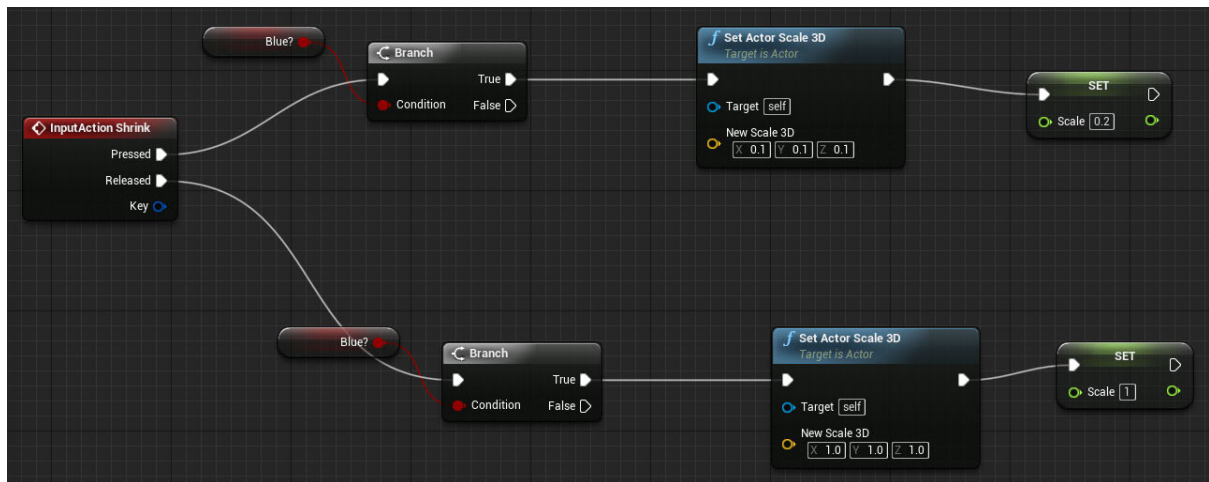 Blue?
Branch
True
Condition False
Set Actor Scale 3D
Target is Actor
Target self
New Scale 3D
X 0.1 Y 0.1 Z 0.1
SET
Scale 0.2
InputAction Shrink
Pressed
Released
Key
Blue?
Branch
True
Condition False
Set Actor Scale 3D
Target is Actor
Target self
New Scale 3D
X 1.0 Y 1.0 Z 1.0
SET
Scale 1